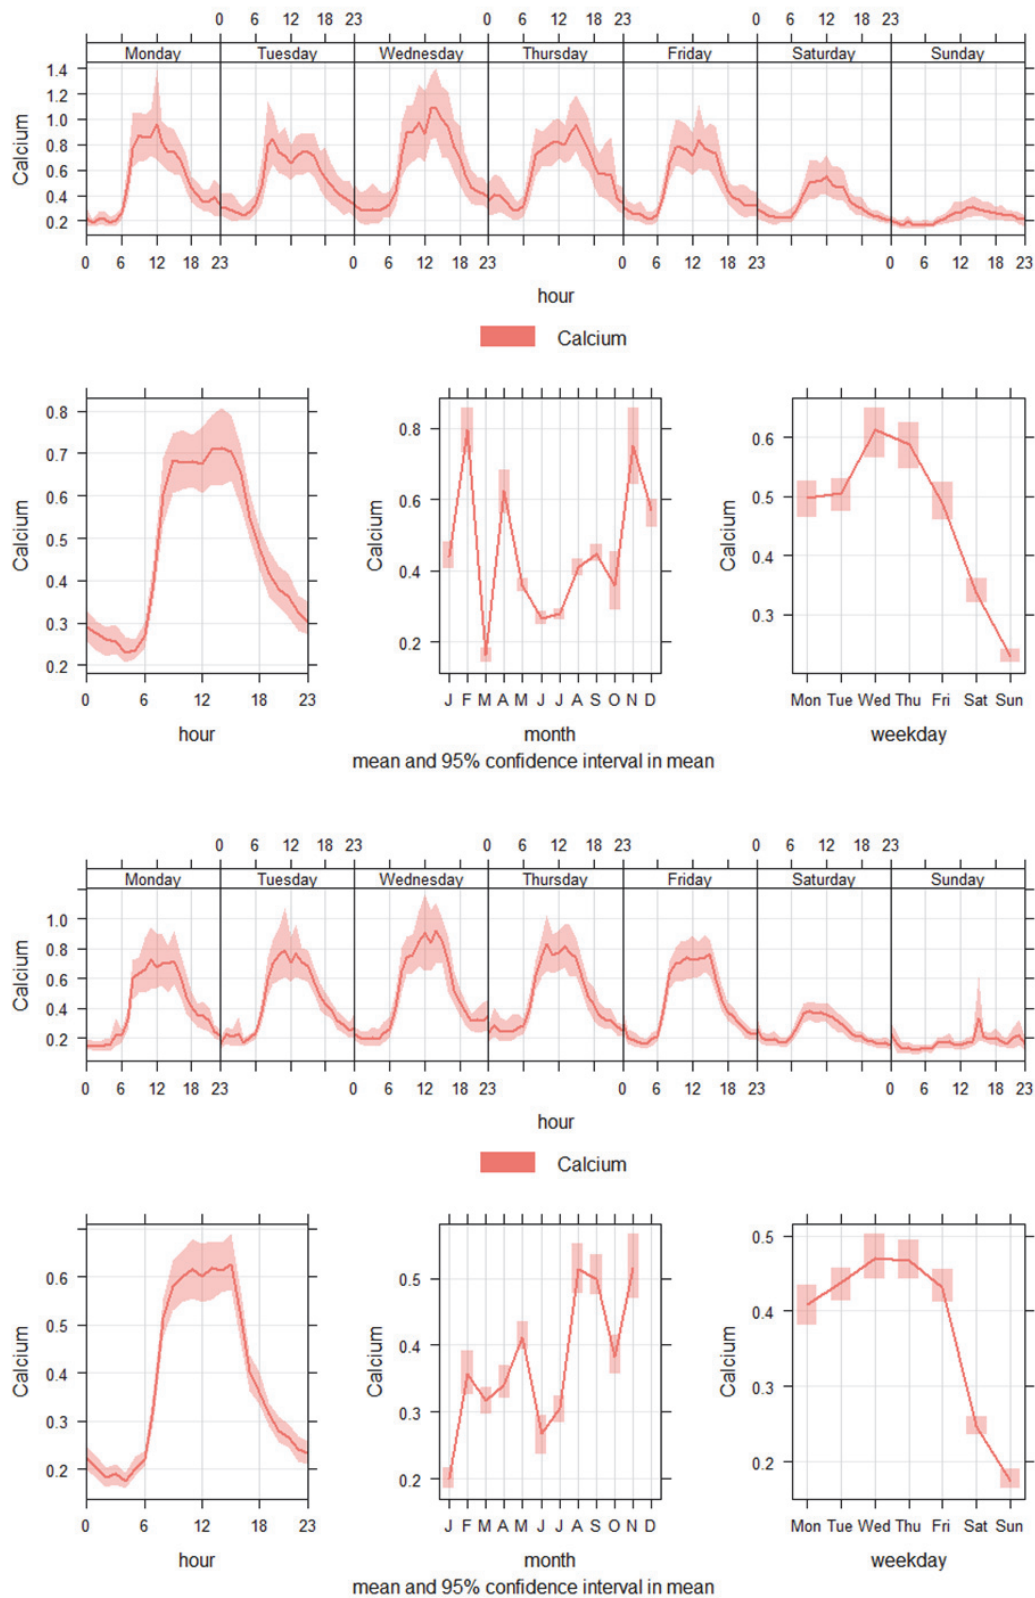 0 6 12 18 23 0 6 12 18 23 0 6 12 18 23
Monday Tuesday Wednesday Thursday Friday Saturday Sunday
1.4
1.2
1.0
0.8
0.6
0.4
0.2
Calcium
0 6 12 18 23 6 12 18 23 0 6 12 18 23
hour
Calcium
0.8
0.7
0.6
0.5
0.4
0.3
0.2
Calcium
0 6 12 18 23
hour
0.8
0.6
0.4
0.2
Calcium
J F M A M J J A S O N D
month
0.6
0.5
0.4
0.3
Calcium
Mon Tue Wed Thu Fri Sat Sun
weekday
mean and 95% confidence interval in mean
0 6 12 18 23 0 6 12 18 23 0 6 12 18 23
Monday Tuesday Wednesday Thursday Friday Saturday Sunday
1.0
0.8
0.6
0.4
0.2
Calcium
0 6 12 18 23 6 12 18 23 0 6 12 18 23 6 12 18 23
hour
Calcium
0.6
0.5
0.4
0.3
0.2
Calcium
0 6 12 18 23
hour
0.5
0.4
0.3
0.2
Calcium
J F M A M J J A S O N D
month
0.5
0.4
0.3
0.2
Calcium
Mon Tue Wed Thu Fri Sat Sun
weekday
mean and 95% confidence interval in mean